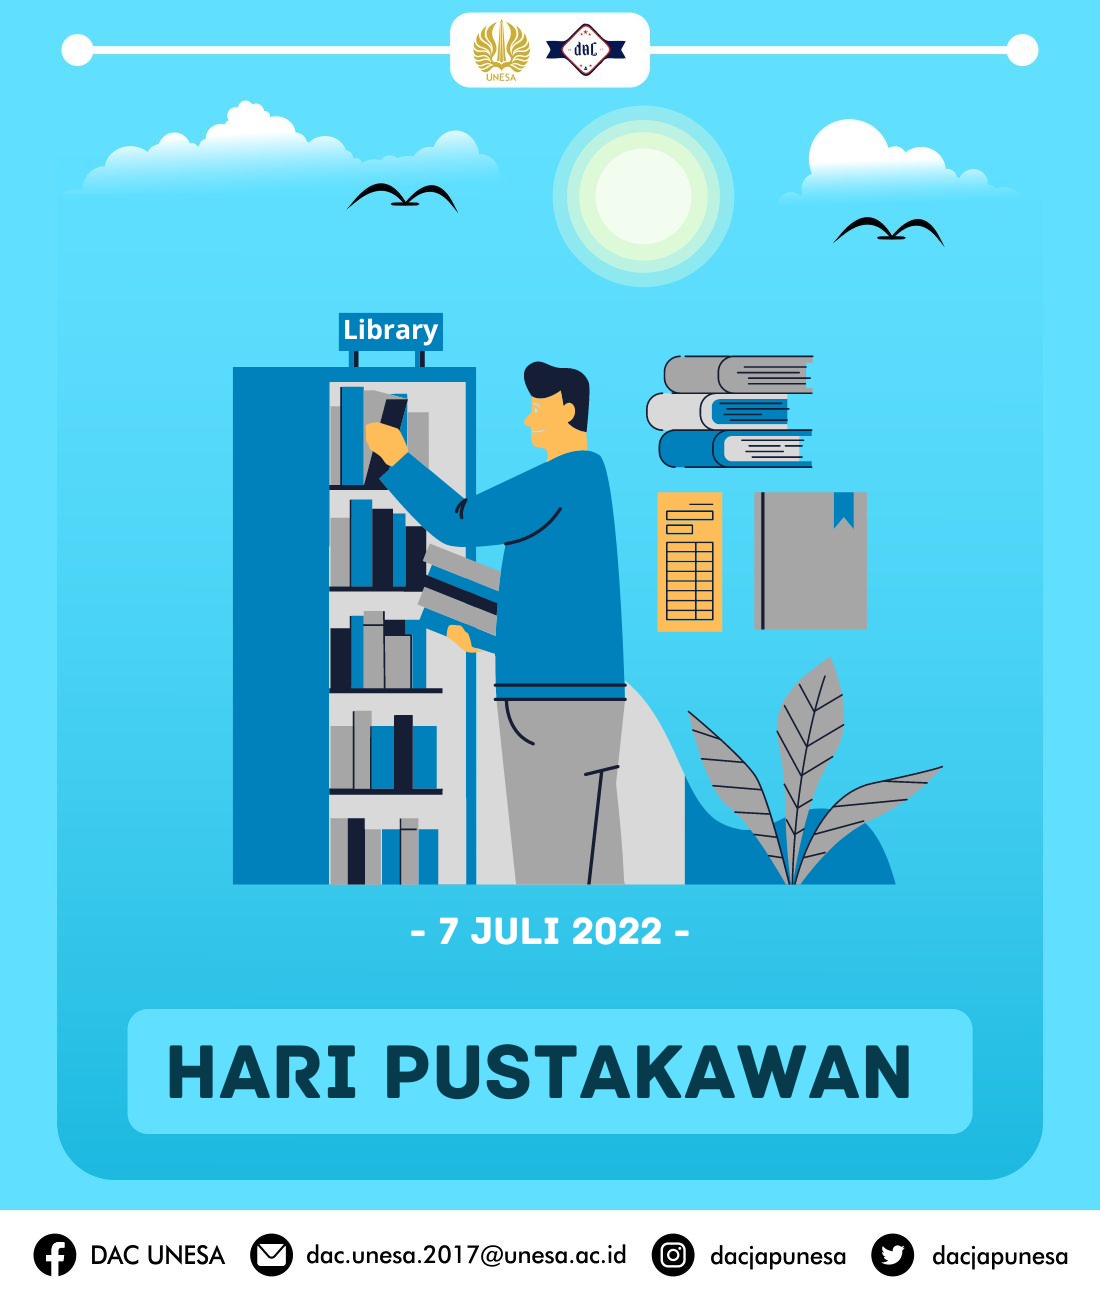 UNESA
dAC
Library
- 7 JULI 2022 -
HARI PUSTAKAWAN
DAC UNESA
dac.unesa.2017@unesa.ac.id
dacjapunesa
dacjapunesa